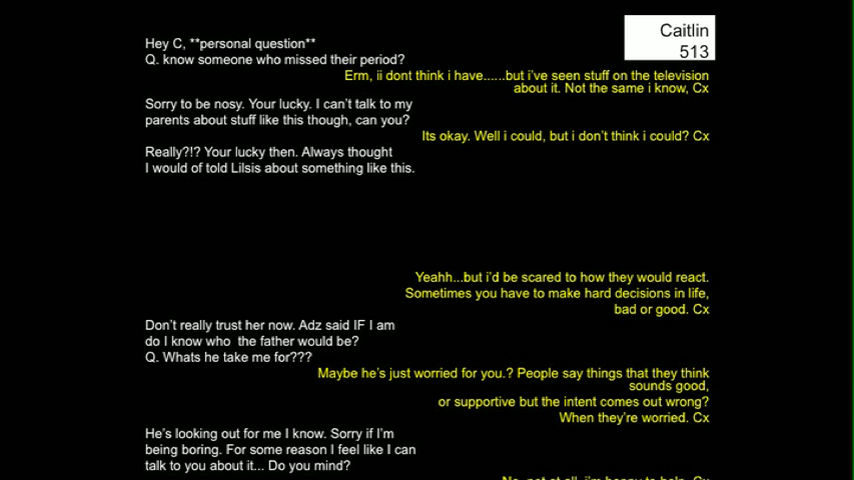 Caitlin
513
Hey C, **personal question**
Q. know someone who missed their period?
Erm, ii dont think i have......but i've seen stuff on the television
about it. Not the same i know, Cx
Sorry to be nosy. Your lucky. I can't talk to my
parents about stuff like this though, can you?
Its okay. Well i could, but i don't think i could? Cx
Really?!? Your lucky then. Always thought
I would of told Lilsis about something like this.
Yeahh...but i'd be scared to how they would react.
Sometimes you have to make hard decisions in life,
bad or good. Cx
Don't really trust her now. Adz said IF I am
do I know who the father would be?
Q. Whats he take me for???
Maybe he's just worried for you.? People say things that they think
sounds good,
or supportive but the intent comes out wrong?
When they're worried. Cx
He's looking out for me I know. Sorry if I'm
being boring. For some reason I feel like I can
talk to you about it... Do you mind?
No, not at all, i'm happy to help. Cx